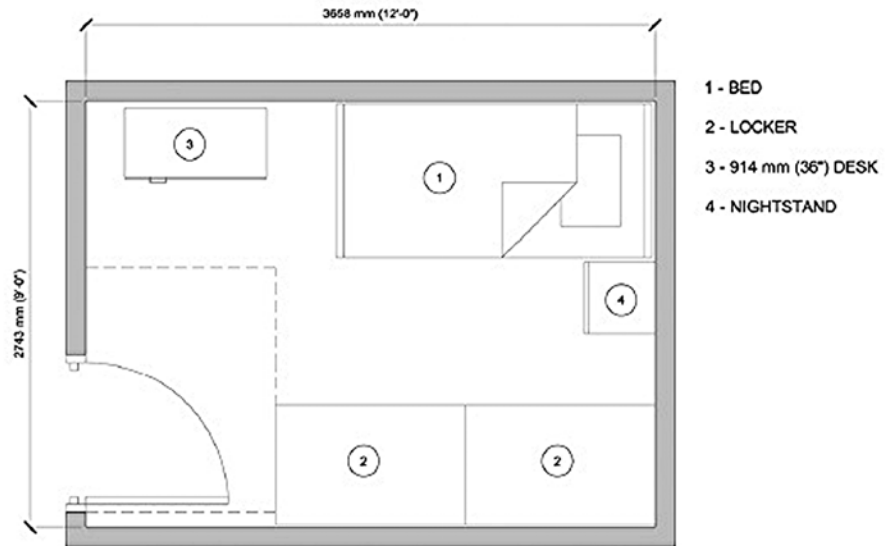 3658 mm (12'-0")
1 - BED
2 - LOCKER
3 - 914 mm (36") DESK
4 - NIGHTSTAND
3
1
2743 mm (9'-0")
4
2
2